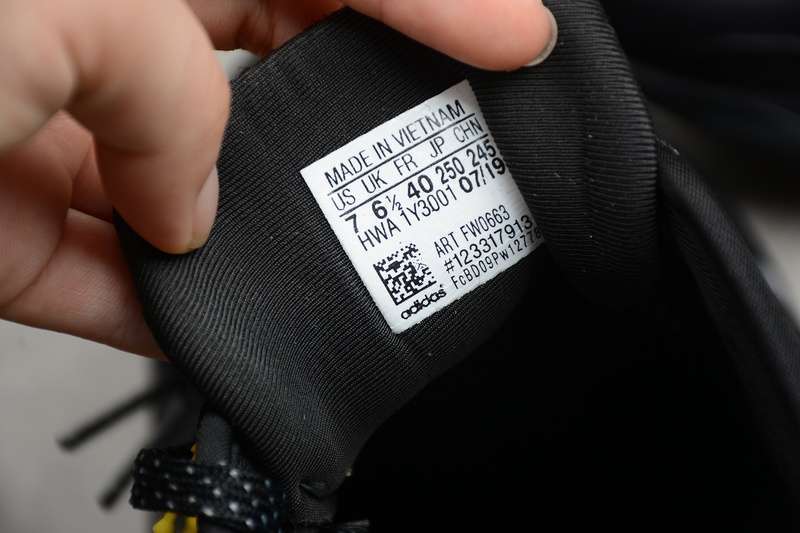 MADE IN VIETNAM
US UK FR JP CHN
7 6½ 40 250 245
HWA 1Y3001 07/19
ART FW0663
#123317913
FcBD09PW12778
adidas